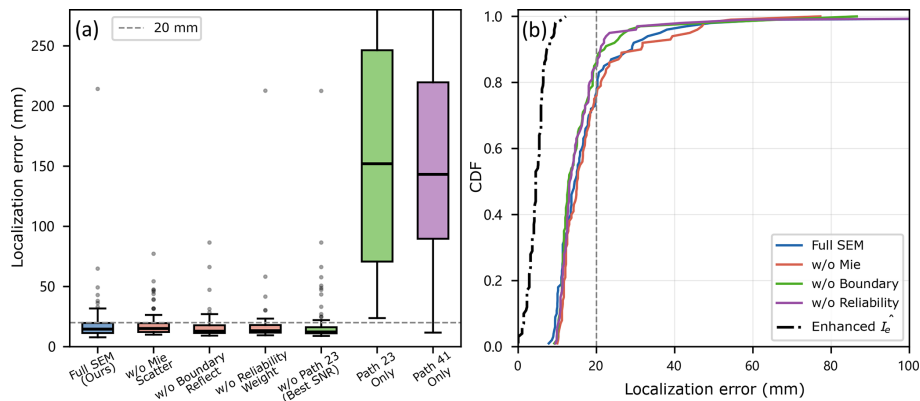 (a)
20 mm
Localization error (mm)
250
200
150
100
50
0
Full SEM
(Ours)
w/o Mie
Scatter
w/o Boundary
Reflect
w/o Reliability
Weight
w/o Path 23
(Best SNR)
Path 23
Only
Path 41
Only
(b)
CDF
1.0
0.8
0.6
0.4
0.2
0.0
0
20
40
60
80
100
Localization error (mm)
Full SEM
w/o Mie
w/o Boundary
w/o Reliability
Enhanced I_e^